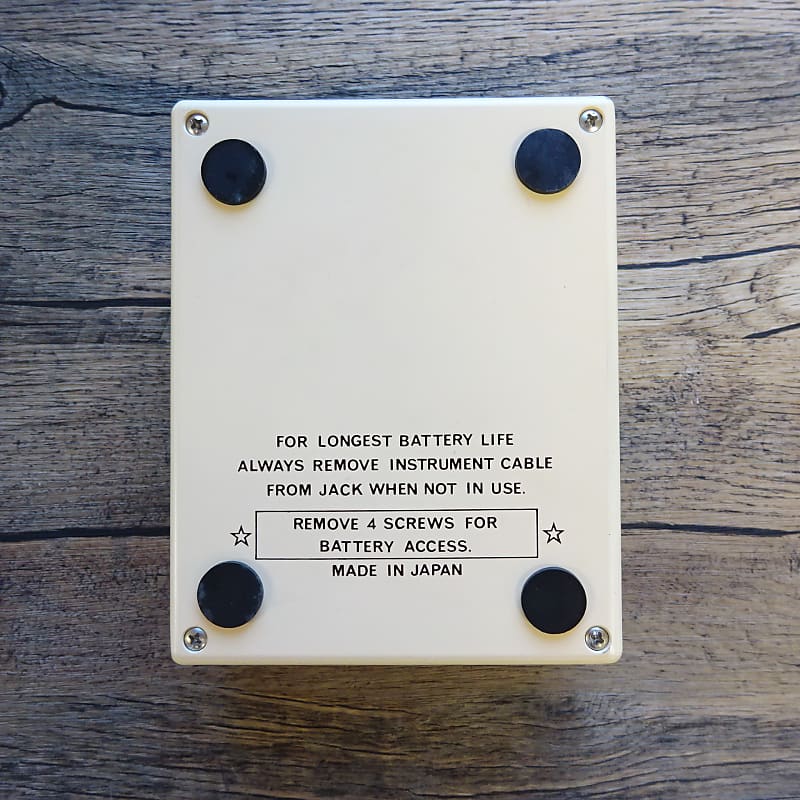 FOR LONGEST BATTERY LIFE
ALWAYS REMOVE INSTRUMENT CABLE
FROM JACK WHEN NOT IN USE.
☆ REMOVE 4 SCREWS FOR ☆
BATTERY ACCESS.
MADE IN JAPAN